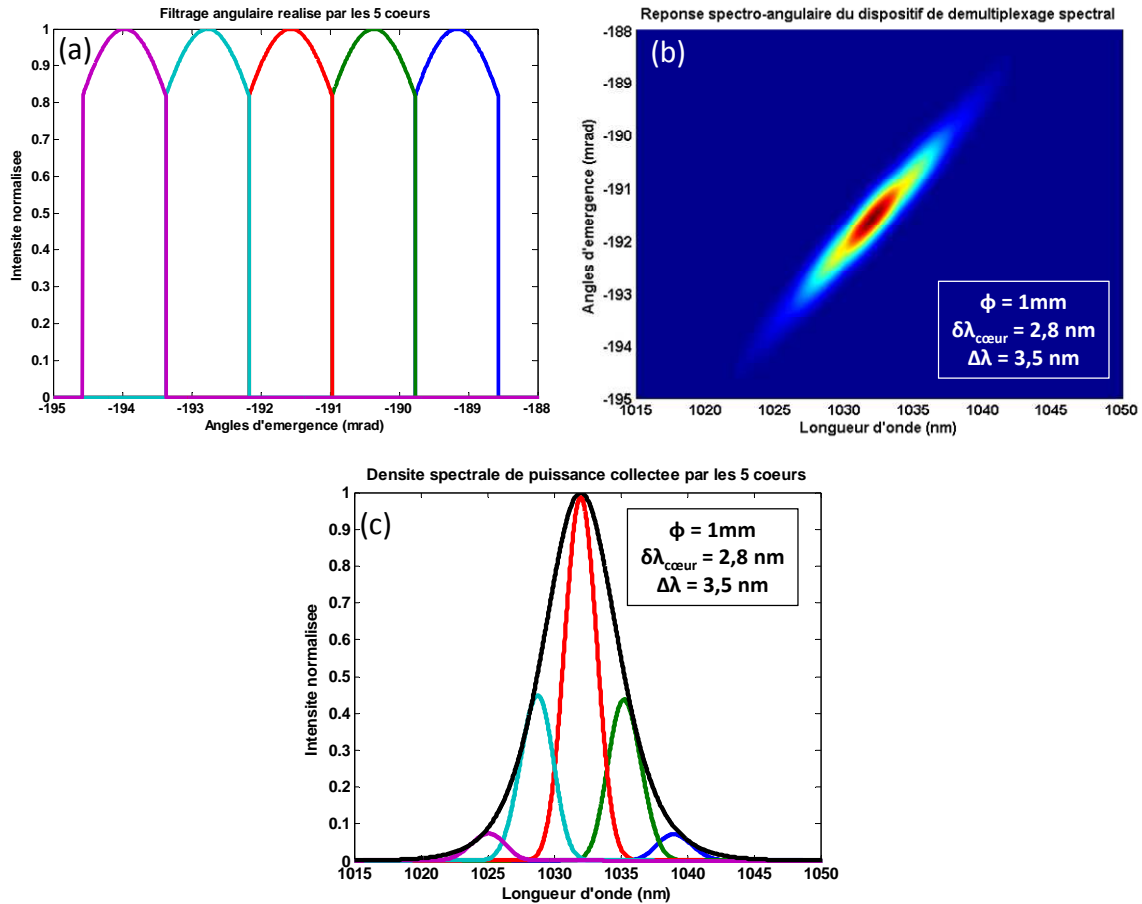 Filtrage angulaire realise par les 5 coeurs
(a)
Intensite normalisee
1
0.9
0.8
0.7
0.6
0.5
0.4
0.3
0.2
0.1
0
-195 -194 -193 -192 -191 -190 -189 -188
Angles d'emergence (mrad)
Reponse spectro-angulaire du dispositif de demultiplexage spectral
(b)
Angles d'emergence (mrad)
-188
-189
-190
-191
-192
-193
-194
-195
ϕ = 1mm
δλcœur = 2,8 nm
Δλ = 3,5 nm
1015 1020 1025 1030 1035 1040 1045 1050
Longueur d'onde (nm)
Densite spectrale de puissance collectee par les 5 coeurs
(c)
Intensite normalisee
1
0.9
0.8
0.7
0.6
0.5
0.4
0.3
0.2
0.1
0
ϕ = 1mm
δλcœur = 2,8 nm
Δλ = 3,5 nm
1015 1020 1025 1030 1035 1040 1045 1050
Longueur d'onde (nm)